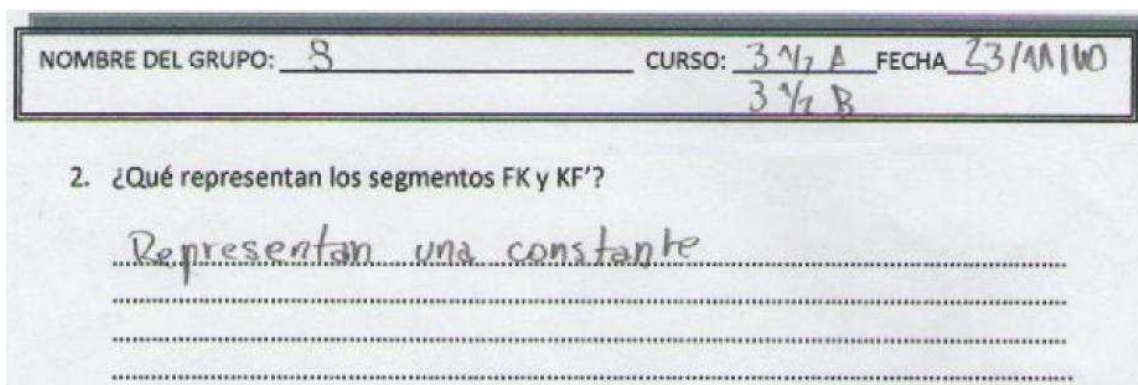 NOMBRE DEL GRUPO: 8 CURSO: 3 ½ A FECHA 23/11/10
3 ½ B
2. ¿Qué representan los segmentos FK y KF'?
Representan una constante